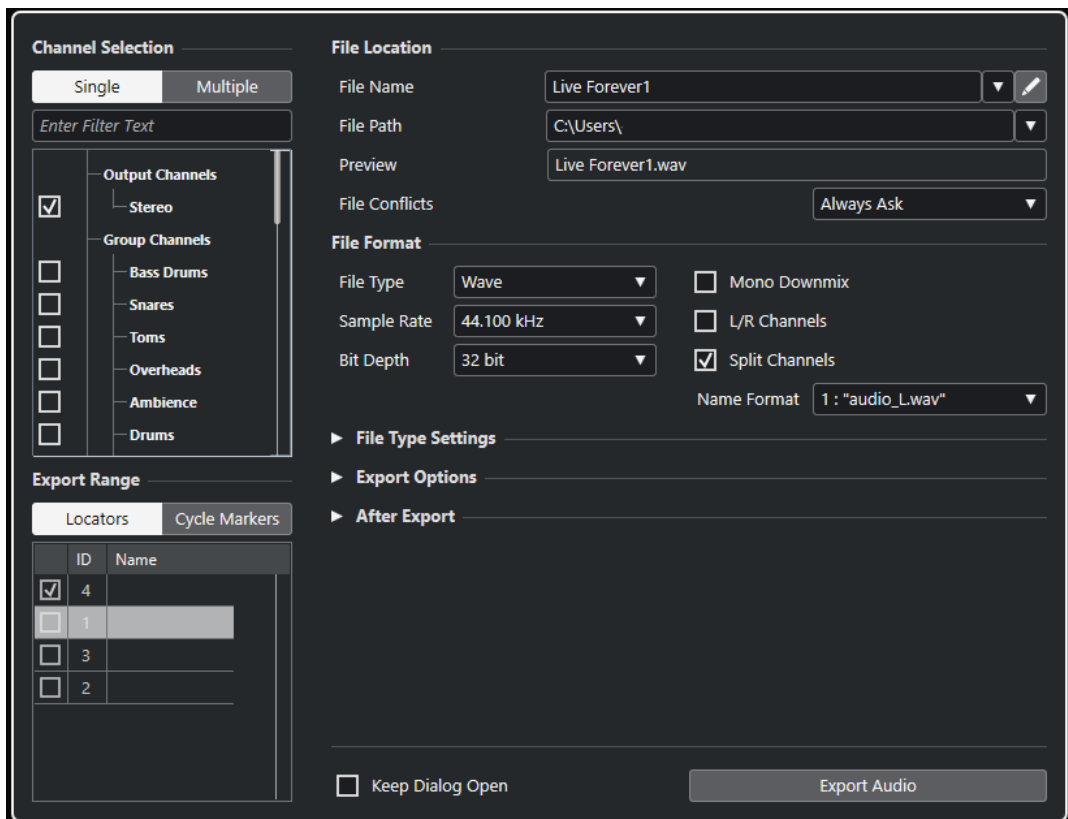 Channel Selection
Single Multiple
Enter Filter Text
Output Channels
Stereo
Group Channels
Bass Drums
Snares
Toms
Overheads
Ambience
Drums
Export Range
Locators Cycle Markers
ID Name
4
1
3
2
File Location
File Name Live Forever1
File Path C:\Users\
Preview Live Forever1.wav
File Conflicts Always Ask
File Format
File Type Wave Mono Downmix
Sample Rate 44.100 kHz L/R Channels
Bit Depth 32 bit Split Channels
Name Format 1 : "audio_L.wav"
File Type Settings
Export Options
After Export
Keep Dialog Open Export Audio